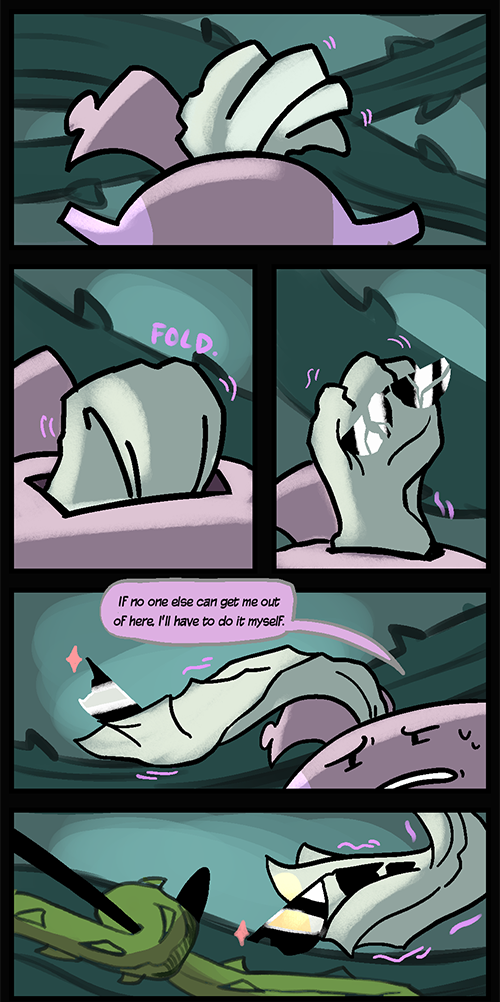 FOLD.
If no one else can get me out
of here, I'll have to do it myself.